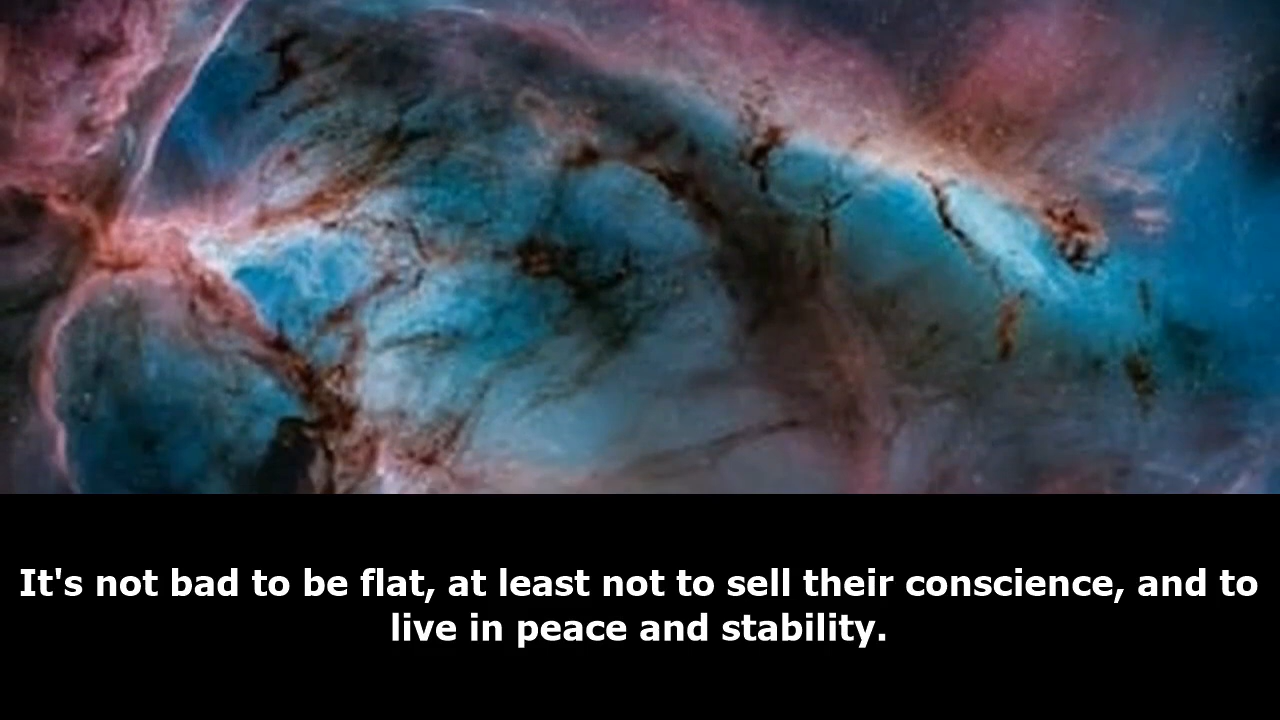 It's not bad to be flat, at least not to sell their conscience, and to
live in peace and stability.